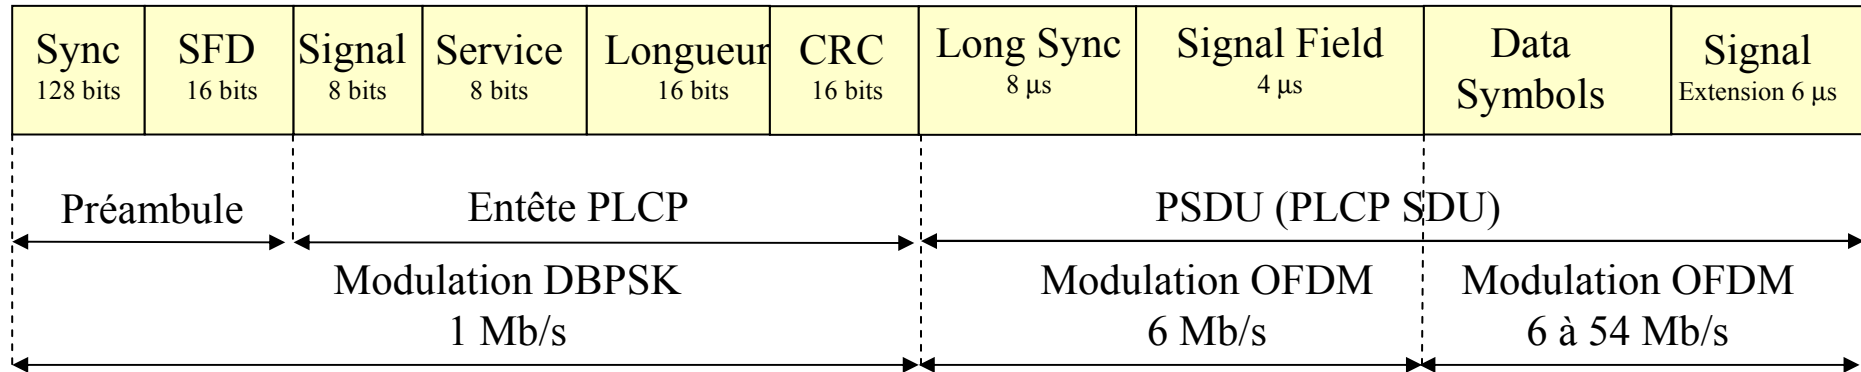 Sync SFD Signal Service Longueur CRC Long Sync Signal Field Data Signal
128 bits 16 bits 8 bits 8 bits 16 bits 16 bits 8 μs 4 μs Symbols Extension 6 μs
Préambule Entête PLCP PSDU (PLCP SDU)
Modulation DBPSK Modulation OFDM Modulation OFDM
1 Mb/s 6 Mb/s 6 à 54 Mb/s